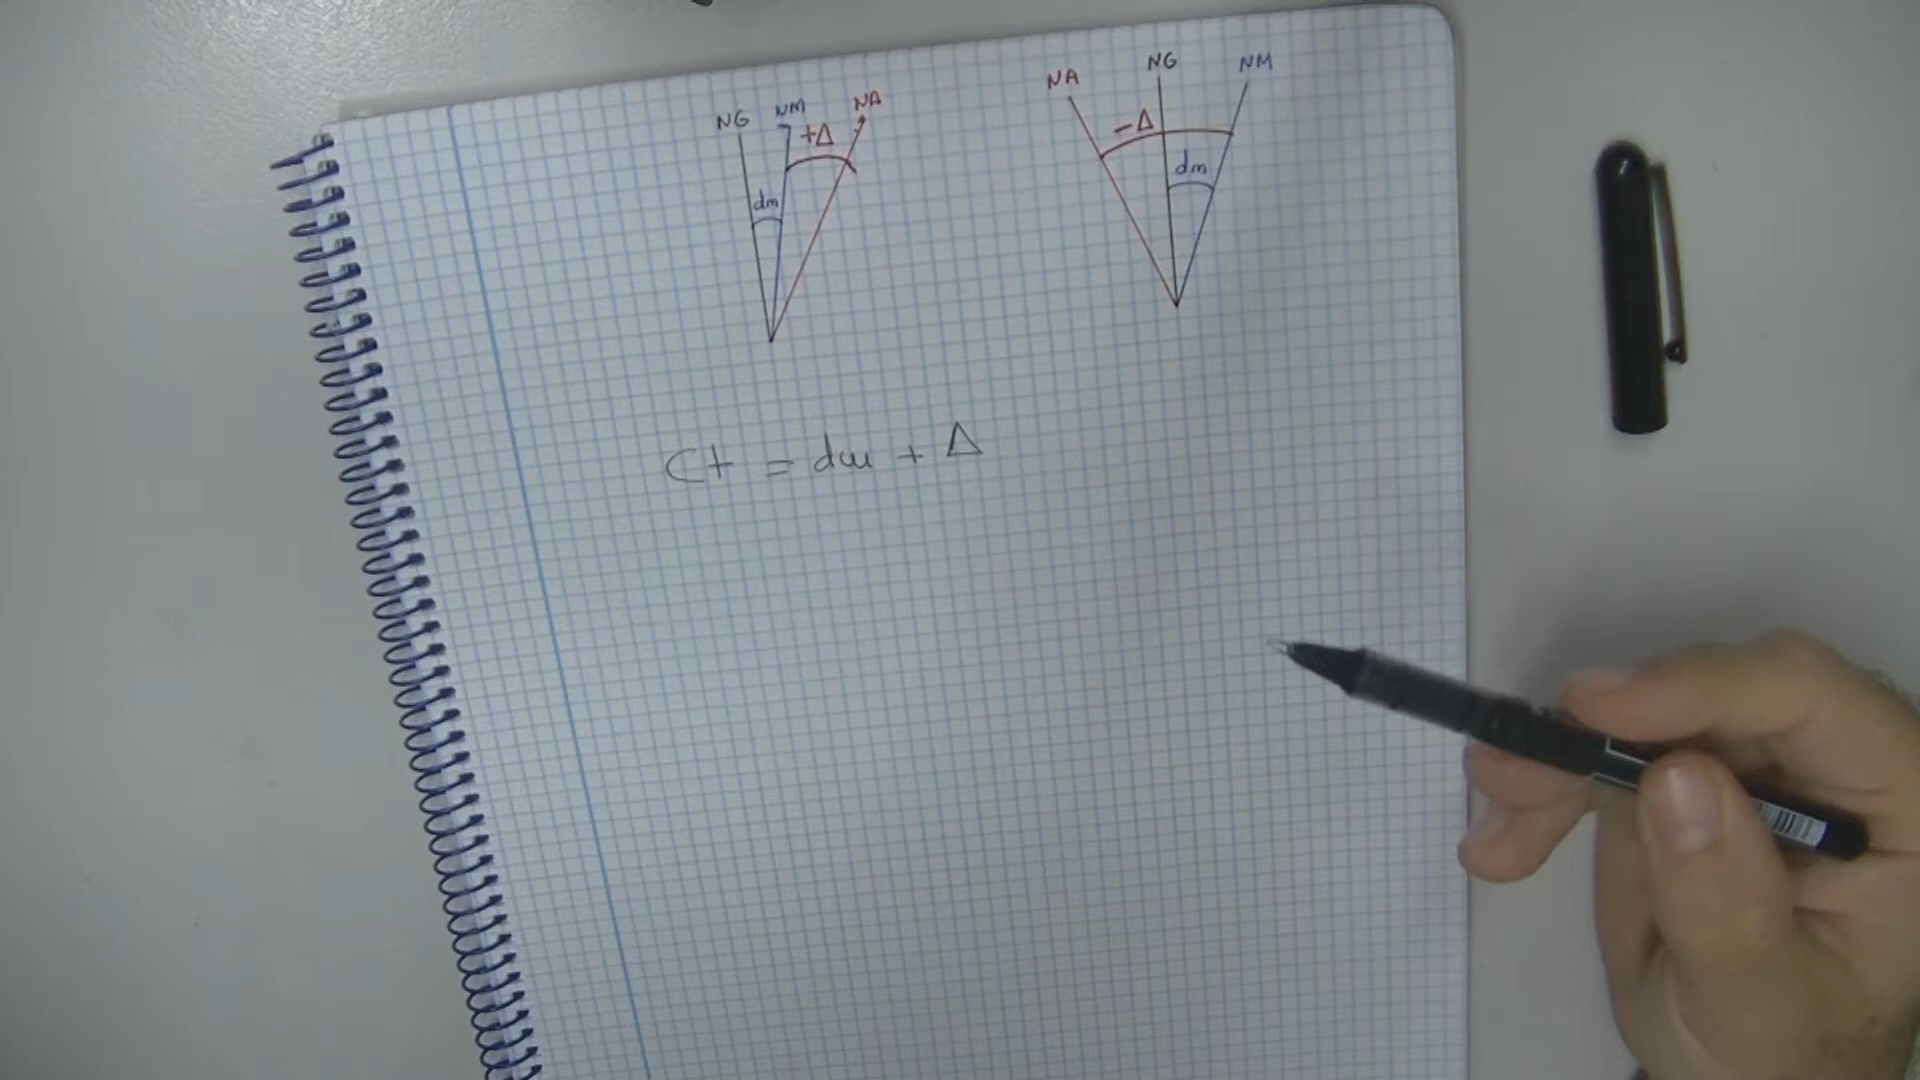 NG NM NA
+Δ
dm
NA NG NM
-Δ
dm
Ct = dm + Δ